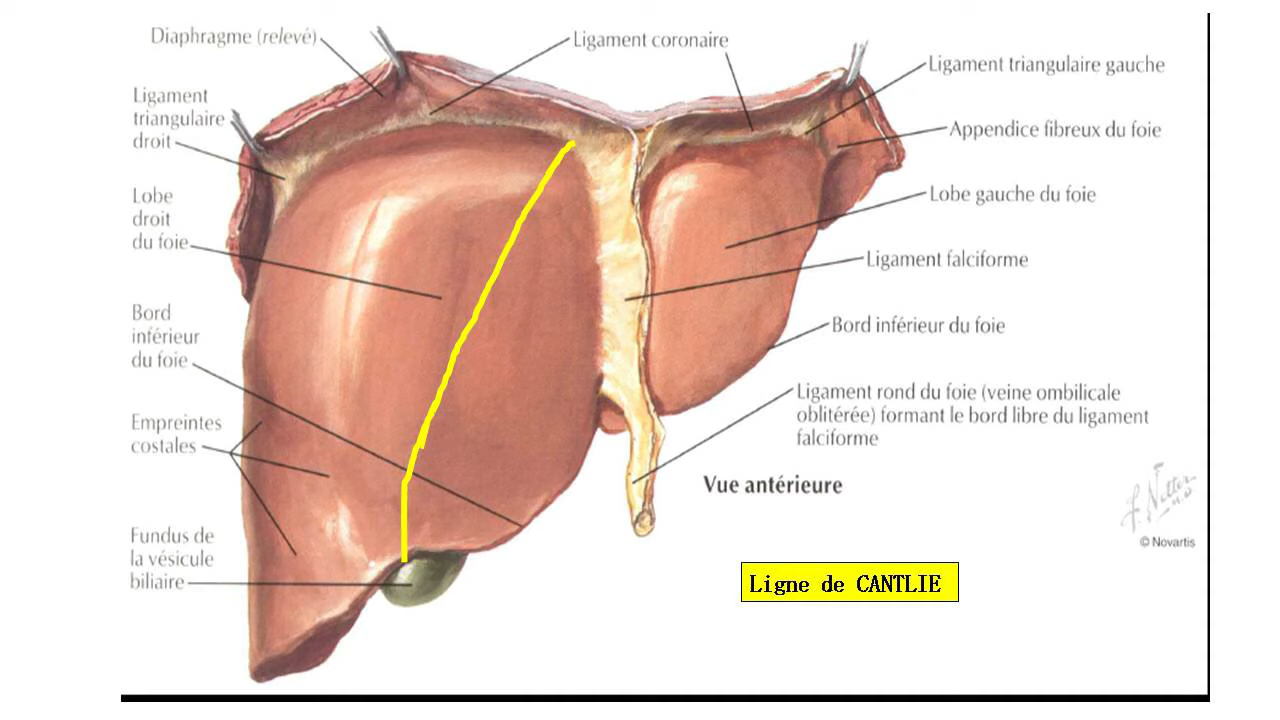 Diaphragme (relevé)
Ligament coronaire
Ligament triangulaire gauche
Ligament
triangulaire
droit
Appendice fibreux du foie
Lobe
droit
du foie
Lobe gauche du foie
Ligament falciforme
Bord
inférieur
du foie
Bord inférieur du foie
Ligament rond du foie (veine ombilicale
oblitérée) formant le bord libre du ligament
falciforme
Empreintes
costales
Vue antérieure
Fundus de
la vésicule
biliaire
F. Netter
M.D.
© Novartis
Ligne de CANTLIE